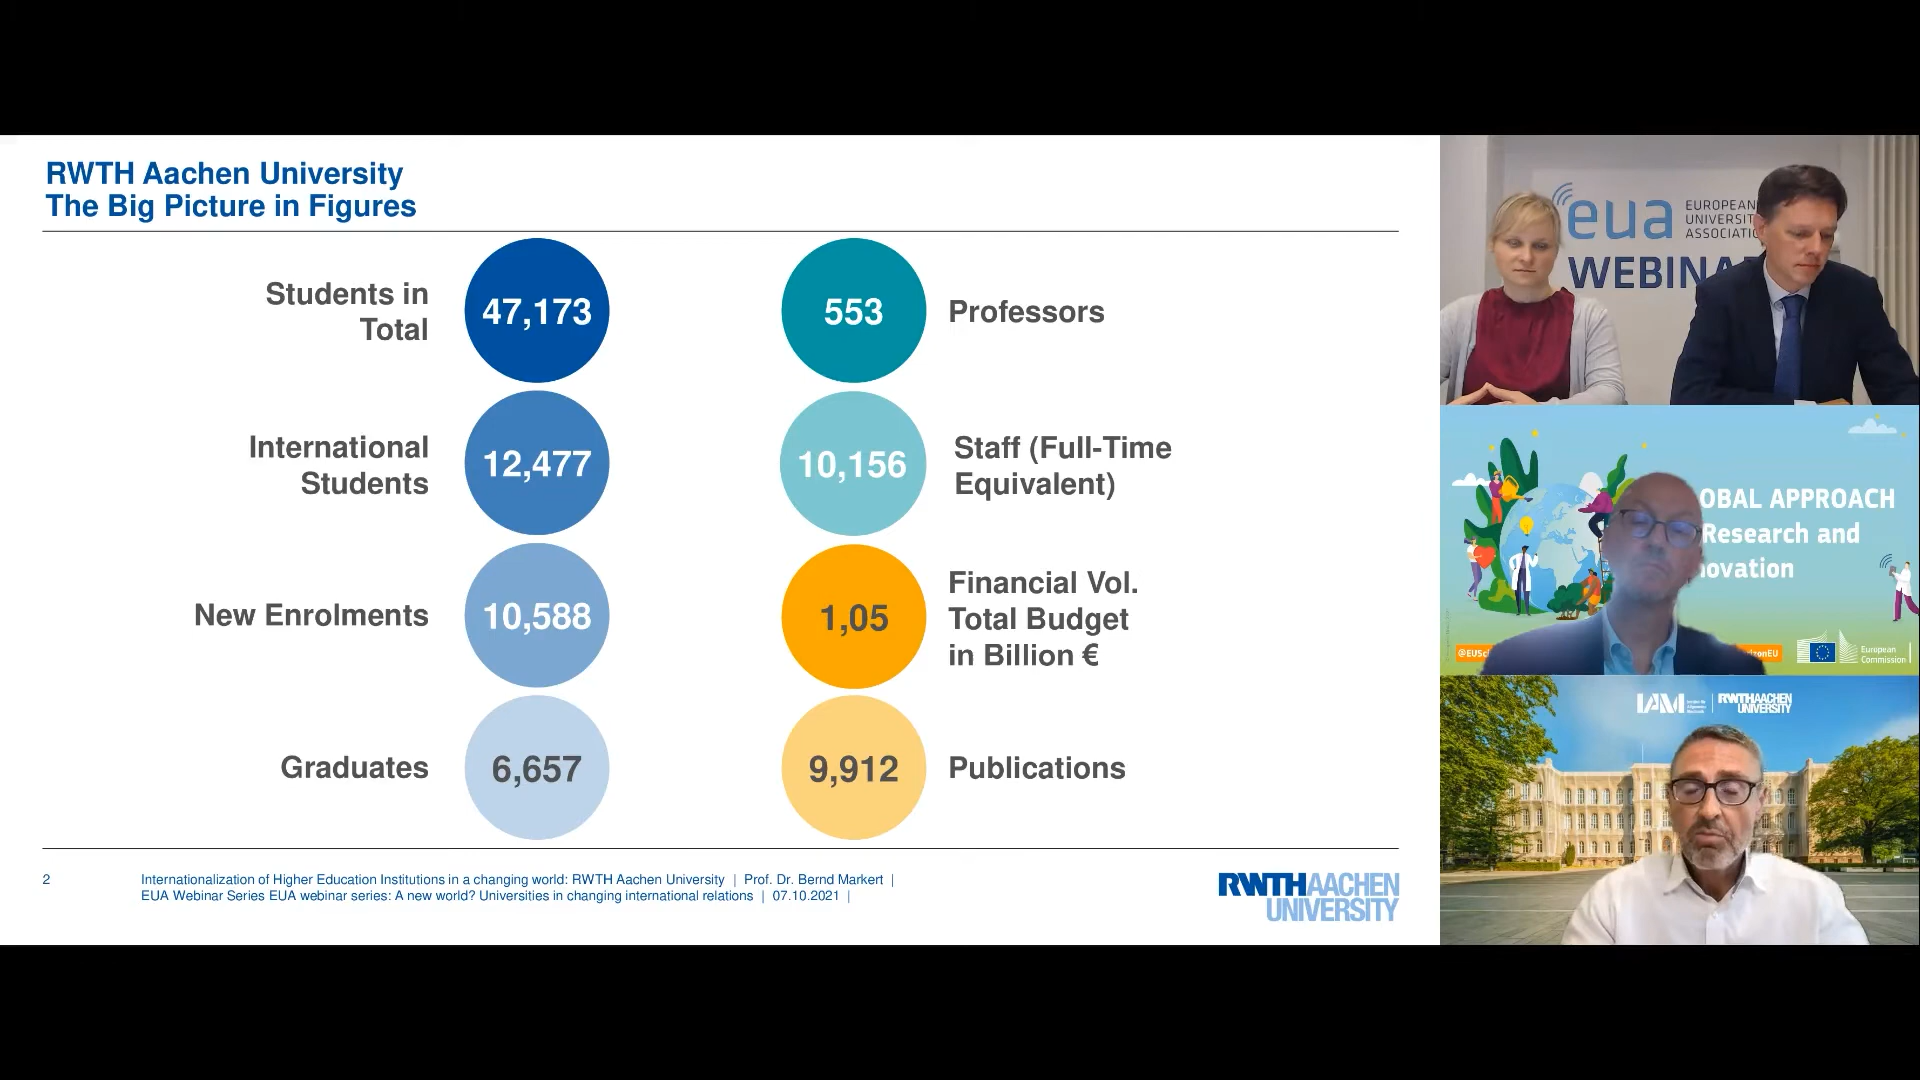 RWTH Aachen University
The Big Picture in Figures
Students in
Total
47,173
553
Professors
International
Students
12,477
10,156
Staff (Full-Time
Equivalent)
New Enrolments
10,588
1,05
Financial Vol.
Total Budget
in Billion €
Graduates
6,657
9,912
Publications
2
Internationalization of Higher Education Institutions in a changing world: RWTH Aachen University | Prof. Dr. Bernd Markert |
EUA Webinar Series EUA webinar series: A new world? Universities in changing international relations | 07.10.2021 |
RWTHAACHEN
UNIVERSITY
eua
EUROPEAN
UNIVERSIT
ASSOCIATIO
WEBINA
OBAL APPROACH
Research and
novation
@EUSci
rizonEU
European
Commission
IAM
RWTHAACHEN
UNIVERSITY